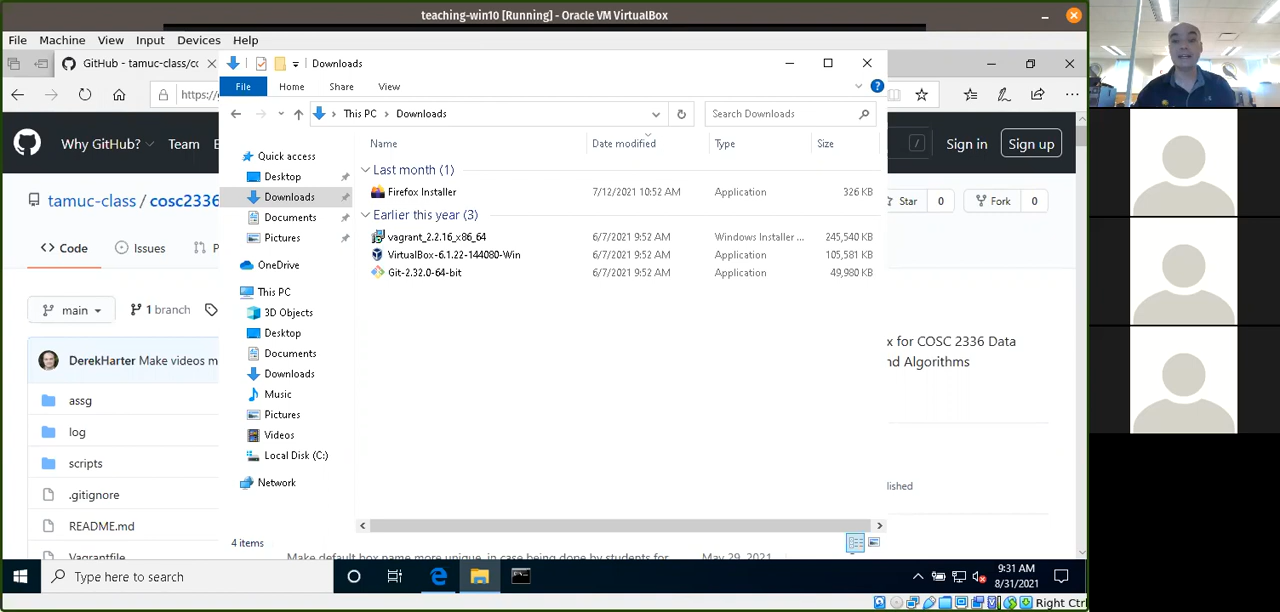 teaching-win10 [Running] - Oracle VM VirtualBox
File Machine View Input Devices Help
GitHub - tamuc-class/cc
Downloads
File Home Share View
https://g
This PC > Downloads
Search Downloads
Why GitHub? Team E
Sign in Sign up
Name Date modified Type Size
Quick access
Desktop
Downloads
Documents
Pictures
OneDrive
This PC
3D Objects
Desktop
Documents
Downloads
Music
Pictures
Videos
Local Disk (C:)
Network
Last month (1)
Firefox Installer 7/12/2021 10:52 AM Application 326 KB
Earlier this year (3)
vagrant_2.2.16_x86_64 6/7/2021 9:52 AM Windows Installer ... 245,540 KB
VirtualBox-6.1.22-144080-Win 6/7/2021 9:52 AM Application 105,581 KB
Git-2.32.0-64-bit 6/7/2021 9:52 AM Application 49,980 KB
4 items
tamuc-class / cosc2336
Star 0 Fork 0
Code Issues P
main 1 branch
DerekHarter Make videos m
assg
log
scripts
.gitignore
README.md
Vagrantfile
x for COSC 2336 Data
nd Algorithms
lished
Make default box name more unique, in case being done by students for May 29, 2021
Type here to search
9:31 AM
8/31/2021
Right Ctrl